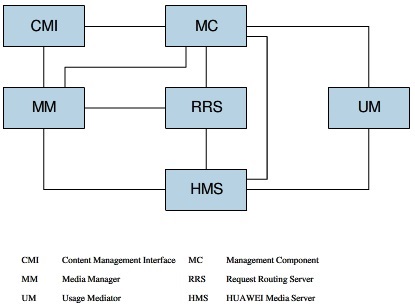 CMI MC
MM RRS UM
HMS
CMI Content Management Interface MC Management Component
MM Media Manager RRS Request Routing Server
UM Usage Mediator HMS HUAWEI Media Server